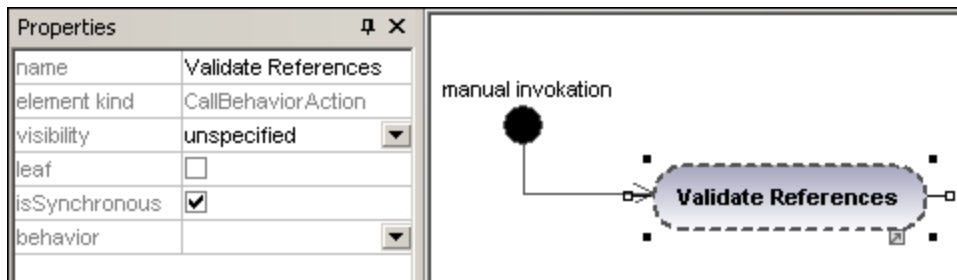 Properties
name Validate References
element kind CallBehaviorAction
visibility unspecified
leaf
isSynchronous
behavior
manual invokation
Validate References